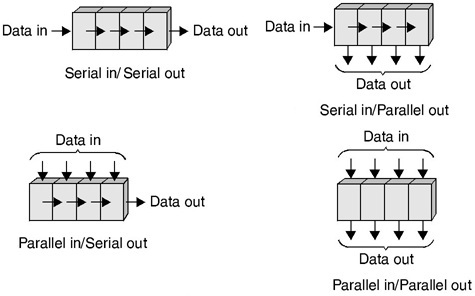 Data in
Data out
Serial in/Serial out
Data in
Data out
Serial in/Parallel out
Data in
Data out
Parallel in/Serial out
Data in
Data out
Parallel in/Parallel out